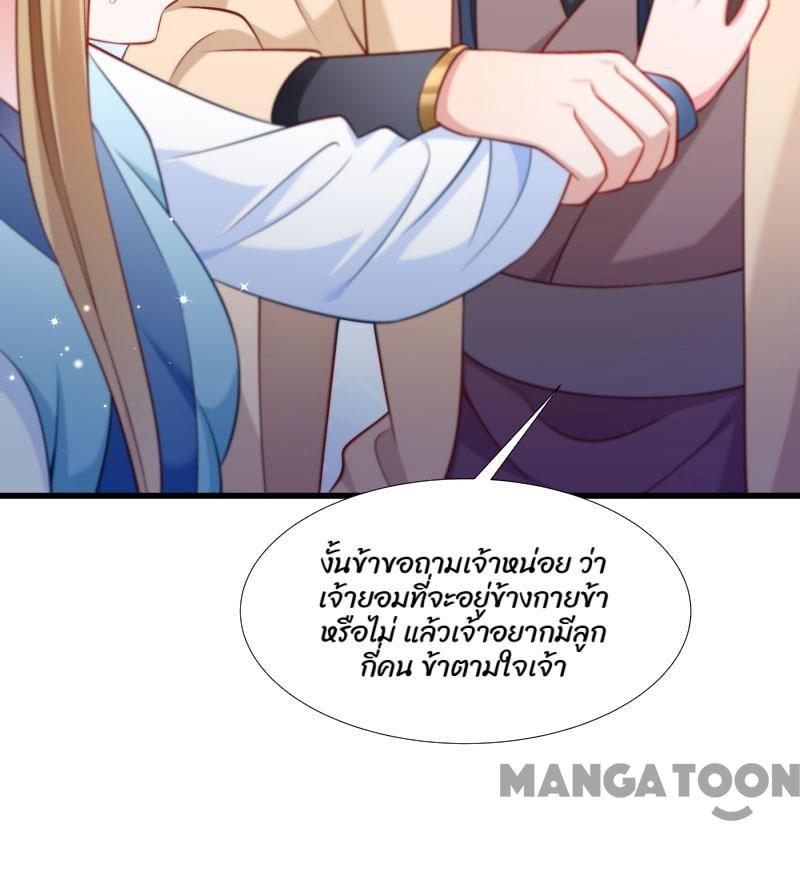 งั้นข้าขอถามเจ้าหน่อย ว่า
เจ้ายอมที่จะอยู่ข้างกายข้า
หรือไม่ แล้วเจ้าอยากมีลูก
กี่คน ข้าตามใจเจ้า
MANGATOON